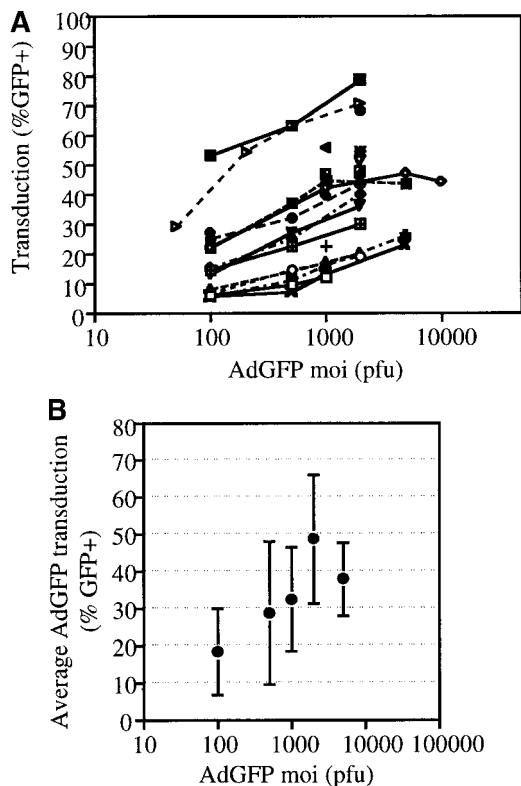 A
Transduction (%GFP+)
100
90
80
70
60
50
40
30
20
10
0
10 100 1000 10000
AdGFP moi (pfu)
B
Average AdGFP transduction
(% GFP+)
80
70
60
50
40
30
20
10
0
10 100 1000 10000 100000
AdGFP moi (pfu)